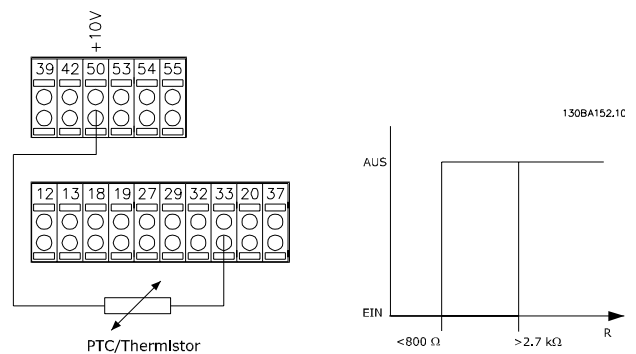 +10V
39 42 50 53 54 55
130BA152.10
12 13 18 19 27 29 32 33 20 37
PTC/Thermistor
AUS
EIN
<800 Ω >2.7 kΩ
R